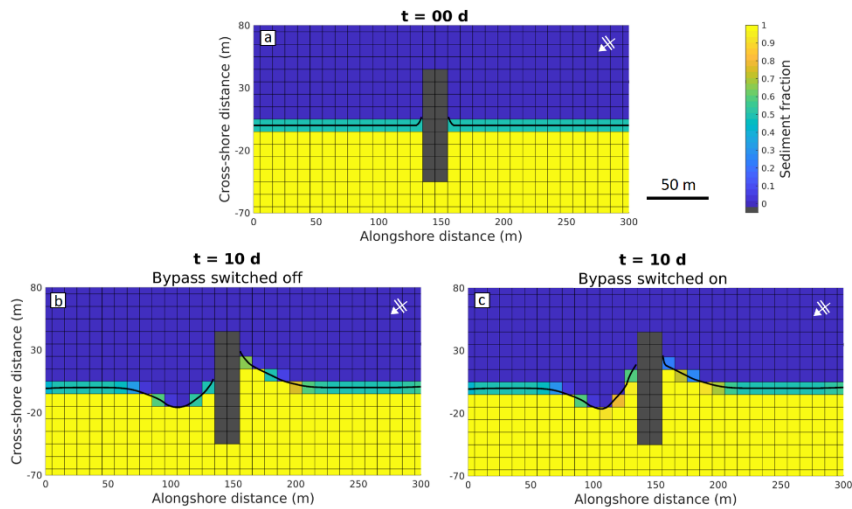 t = 00 d
a
80
30
-20
-70
Cross-shore distance (m)
0 50 100 150 200 250 300
Alongshore distance (m)
50 m
1
0.9
0.8
0.7
0.6
0.5
0.4
0.3
0.2
0.1
0
Sediment fraction
t = 10 d
Bypass switched off
b
80
30
-20
-70
Cross-shore distance (m)
0 50 100 150 200 250 300
Alongshore distance (m)
t = 10 d
Bypass switched on
c
80
30
-20
-70
0 50 100 150 200 250 300
Alongshore distance (m)